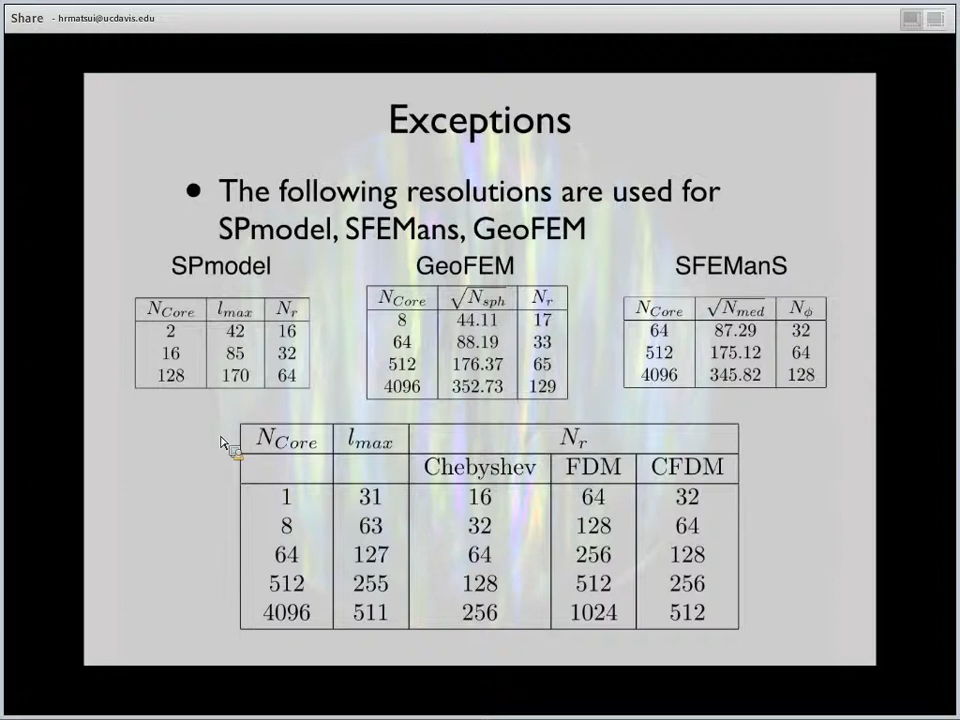 Share - hrmatsui@ucdavis.edu
Exceptions
• The following resolutions are used for
SPmodel, SFEMans, GeoFEM
SPmodel
N_Core l_max N_r
2 42 16
16 85 32
128 170 64
GeoFEM
N_Core √N_sph N_r
8 44.11 17
64 88.19 33
512 176.37 65
4096 352.73 129
SFEManS
N_Core √N_med N_ϕ
64 87.29 32
512 175.12 64
4096 345.82 128
N_Core l_max N_r
Chebyshev FDM CFDM
1 31 16 64 32
8 63 32 128 64
64 127 64 256 128
512 255 128 512 256
4096 511 256 1024 512